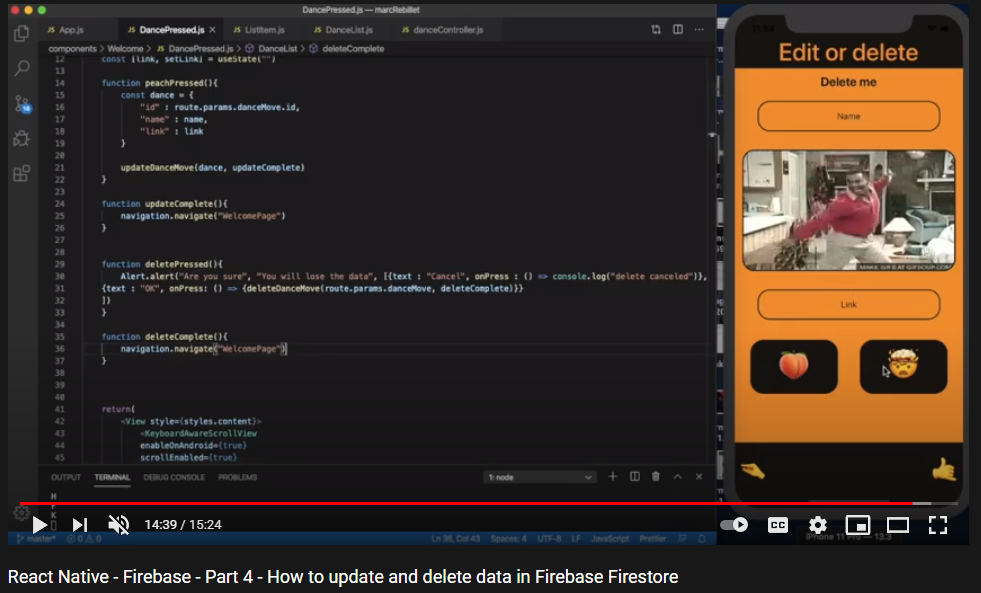 DancePressed.js — marcRebillet
JS App.js
JS DancePressed.js ×
JS ListItem.js
JS DanceList.js
JS danceController.js
components > Welcome > JS DancePressed.js > DanceList > deleteComplete
12 const [link, setLink] = useState("")
13
14 function peachPressed(){
15 const dance = {
16 "id" : route.params.danceMove.id,
17 "name" : name,
18 "link" : link
19 }
20
21 updateDanceMove(dance, updateComplete)
22 }
23
24 function updateComplete(){
25 navigation.navigate("WelcomePage")
26 }
27
28
29 function deletePressed(){
30 Alert.alert("Are you sure", "You will lose the data", [{text : "Cancel", onPress : () => console.log("delete canceled")},
31 {text : "OK", onPress: () => {deleteDanceMove(route.params.danceMove, deleteComplete)}}
32 ])
33 }
34
35 function deleteComplete(){
36 navigation.navigate("WelcomePage")
37 }
38
39
40
41 return(
42 <View style={styles.content}>
43 <KeyboardAwareScrollView
44 enableOnAndroid={true}
45 scrollEnabled={true}
OUTPUT TERMINAL DEBUG CONSOLE PROBLEMS
1: node
Edit or delete
Delete me
Name
MAKE GIFS AT GIFSOUP.COM
Link
14:39 / 15:24
CC
master*
Ln 36, Col 43 Spaces: 4 UTF-8 LF JavaScript Prettier
iPhone 11 Pro — 13.3
React Native - Firebase - Part 4 - How to update and delete data in Firebase Firestore